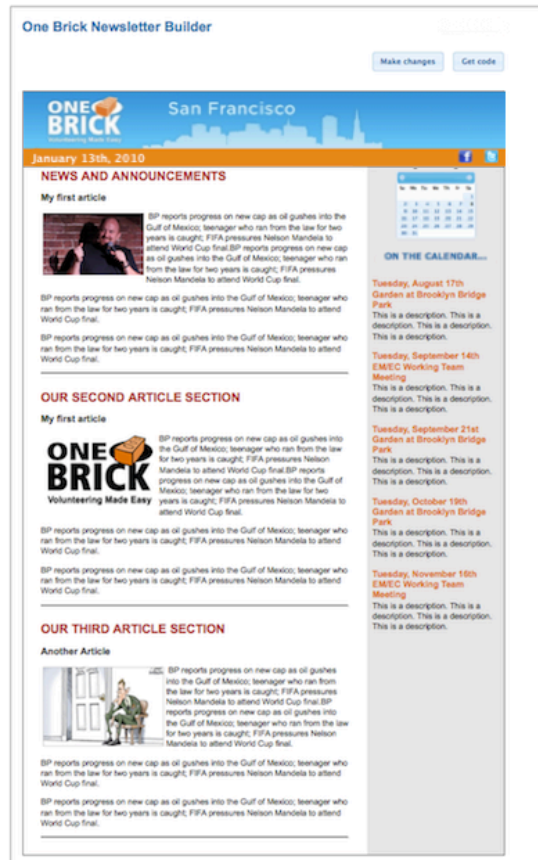 One Brick Newsletter Builder
Make changes
Get code
ONE
BRICK
Volunteering Made Easy
San Francisco
January 13th, 2010
NEWS AND ANNOUNCEMENTS
My first article
BP reports progress on new cap as oil gushes into the
Gulf of Mexico; teenager who ran from the law for two
years is caught; FIFA pressures Nelson Mandela to
attend World Cup final.BP reports progress on new cap
as oil gushes into the Gulf of Mexico; teenager who ran
from the law for two years is caught; FIFA pressures
Nelson Mandela to attend World Cup final.
BP reports progress on new cap as oil gushes into the Gulf of Mexico; teenager who
ran from the law for two years is caught; FIFA pressures Nelson Mandela to attend
World Cup final.
BP reports progress on new cap as oil gushes into the Gulf of Mexico; teenager who
ran from the law for two years is caught; FIFA pressures Nelson Mandela to attend
World Cup final.
OUR SECOND ARTICLE SECTION
My first article
ONE
BRICK
Volunteering Made Easy
BP reports progress on new cap as oil gushes into
the Gulf of Mexico; teenager who ran from the law
for two years is caught; FIFA pressures Nelson
Mandela to attend World Cup final.BP reports
progress on new cap as oil gushes into the Gulf of
Mexico; teenager who ran from the law for two
years is caught; FIFA pressures Nelson Mandela to
attend World Cup final.
BP reports progress on new cap as oil gushes into the Gulf of Mexico; teenager who
ran from the law for two years is caught; FIFA pressures Nelson Mandela to attend
World Cup final.
BP reports progress on new cap as oil gushes into the Gulf of Mexico; teenager who
ran from the law for two years is caught; FIFA pressures Nelson Mandela to attend
World Cup final.
OUR THIRD ARTICLE SECTION
Another Article
BP reports progress on new cap as oil gushes
into the Gulf of Mexico; teenager who ran from
the law for two years is caught; FIFA pressures
Nelson Mandela to attend World Cup final.BP
reports progress on new cap as oil gushes into
the Gulf of Mexico; teenager who ran from the law
for two years is caught; FIFA pressures Nelson
Mandela to attend World Cup final.
BP reports progress on new cap as oil gushes into the Gulf of Mexico; teenager who
ran from the law for two years is caught; FIFA pressures Nelson Mandela to attend
World Cup final.
BP reports progress on new cap as oil gushes into the Gulf of Mexico; teenager who
ran from the law for two years is caught; FIFA pressures Nelson Mandela to attend
World Cup final.
ON THE CALENDAR...
Tuesday, August 17th
Garden at Brooklyn Bridge
Park
This is a description. This is a
description. This is a description.
This is a description.
Tuesday, September 14th
EM/EC Working Team
Meeting
This is a description. This is a
description. This is a description.
This is a description.
Tuesday, September 21st
Garden at Brooklyn Bridge
Park
This is a description. This is a
description. This is a description.
This is a description.
Tuesday, October 19th
Garden at Brooklyn Bridge
Park
This is a description. This is a
description. This is a description.
This is a description.
Tuesday, November 16th
EM/EC Working Team
Meeting
This is a description. This is a
description. This is a description.
This is a description.